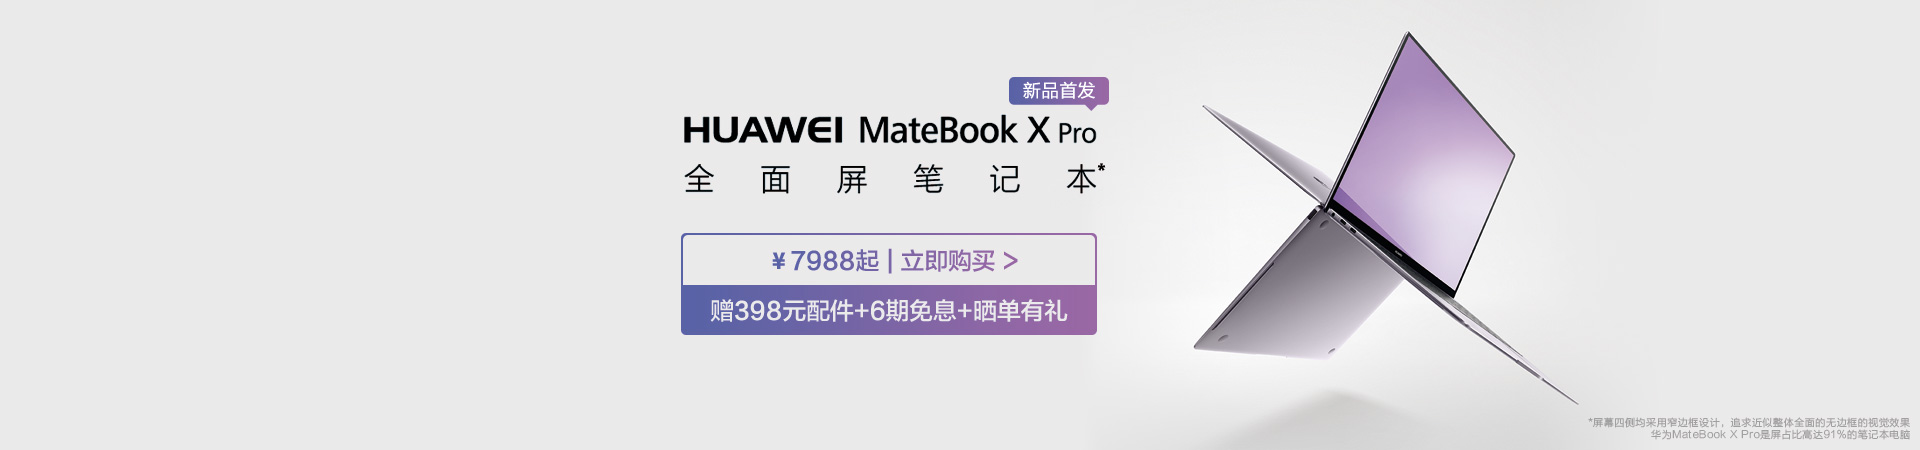 新品首发
HUAWEI MateBook X Pro
全面屏笔记本*
¥7988起 | 立即购买 >
赠398元配件+6期免息+晒单有礼
*屏幕四侧均采用窄边框设计，追求近似整体全面的无边框的视觉效果
华为MateBook X Pro是屏占比高达91%的笔记本电脑